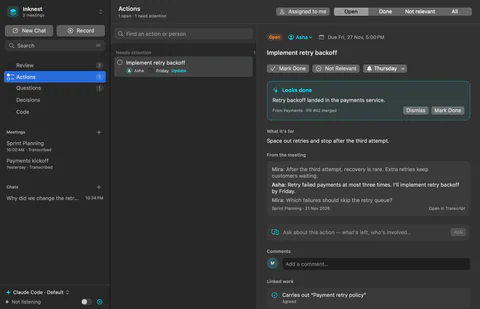 Inknest
2 meetings
New Chat
Record
Search
Review
2
Actions
1
Questions
Decisions
Code
Meetings
Sprint Planning
10:00 AM · Transcribed
Payments kickoff
Yesterday · Transcribed
Chats
Why did we change the retr...
10:34 PM
Claude Code · Default
Not listening
Actions
1 open · 1 need attention
Assigned to me
Open
Done
Not relevant
All
Find an action or person
Needs attention
Implement retry backoff
Asha
Friday
Update
Open
Asha
Due Fri, 27 Nov, 5:00 PM
Implement retry backoff
Mark Done
Not Relevant
Thursday
Looks done
Retry backoff landed in the payments service.
From Payments · PR #42 merged
Dismiss
Mark Done
What it's for
Space out retries and stop after the third attempt.
From the meeting
Mira: After the third attempt, recovery is rare. Extra retries keep
customers waiting.
Asha: Retry failed payments at most three times. I'll implement retry backoff
by Friday.
Mira: Which failures should skip the retry queue?
Sprint Planning · 21 Nov 2026
Open in Transcript
Ask about this action — what's left, who's involved...
Ask
Comments
M
Add a comment...
Linked work
Carries out "Payment retry policy"
Agreed